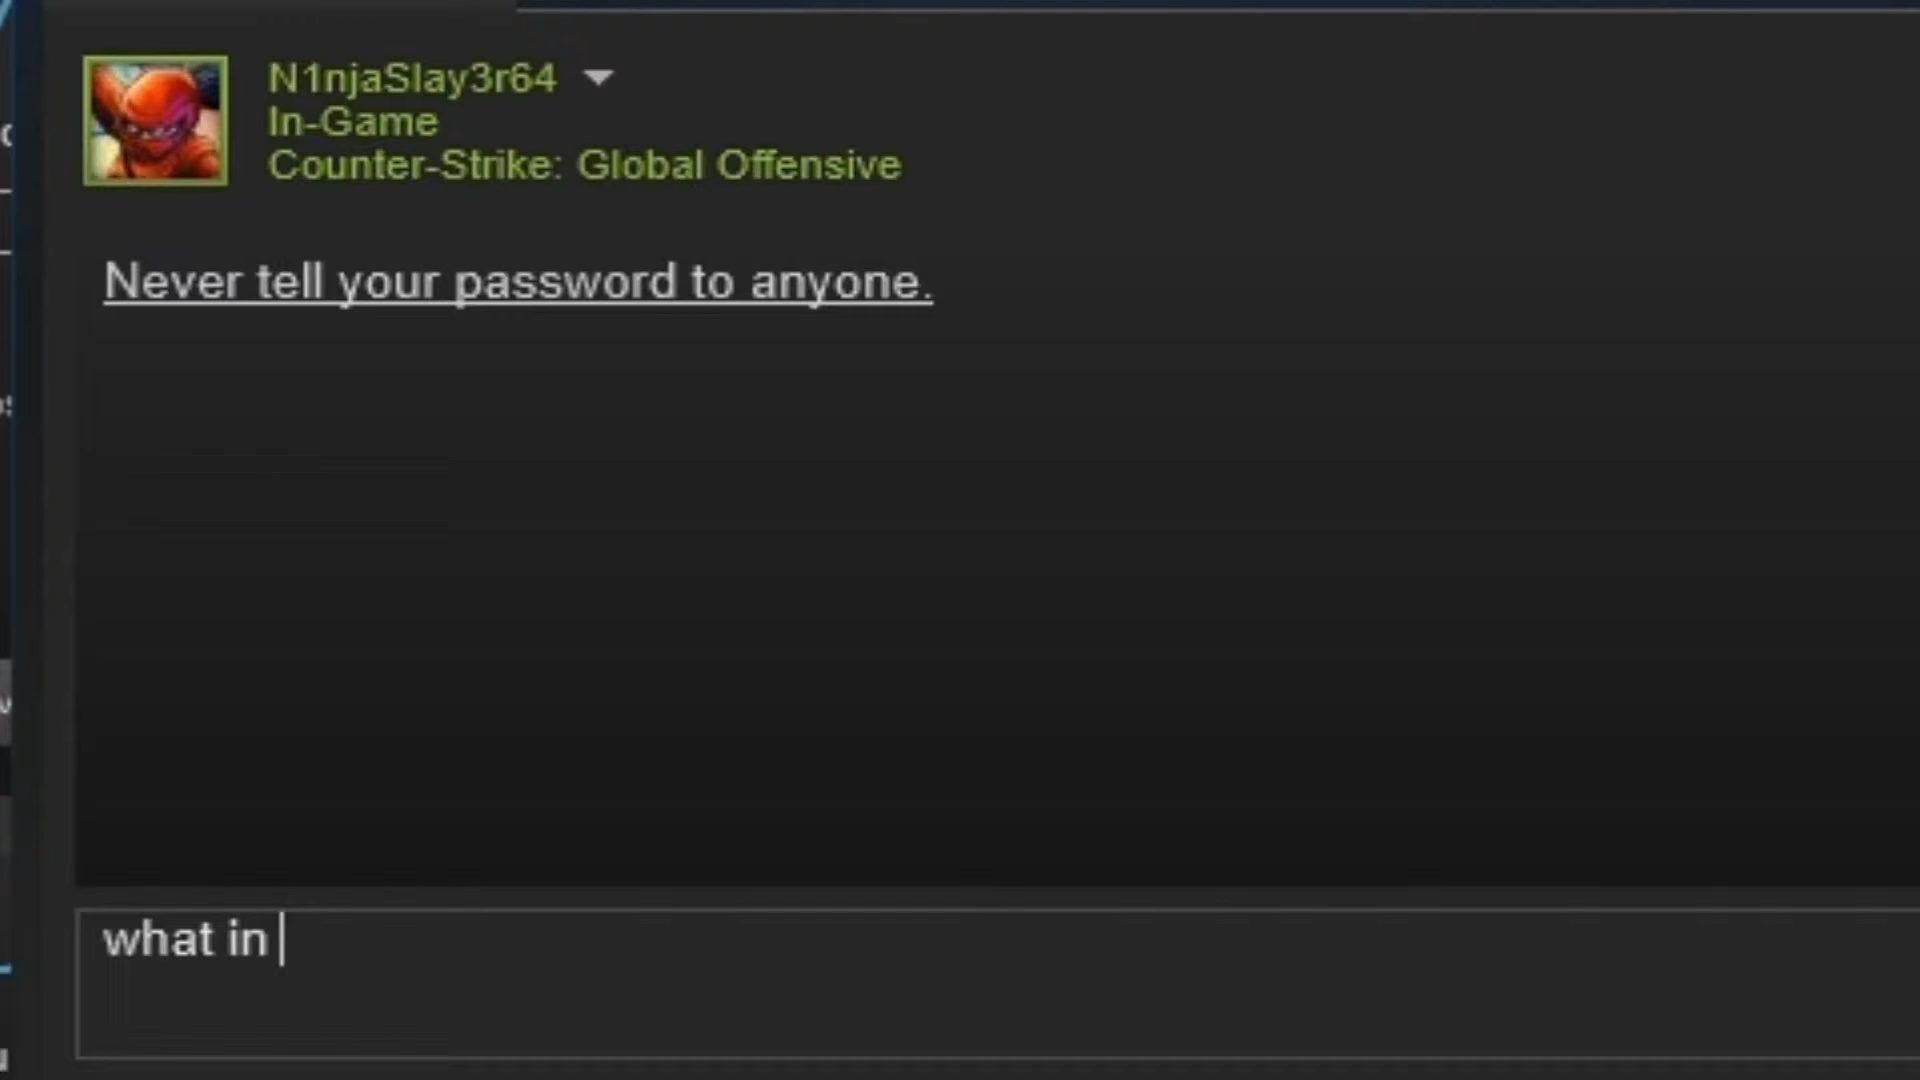 N1njaSlay3r64
In-Game
Counter-Strike: Global Offensive
Never tell your password to anyone.
what in